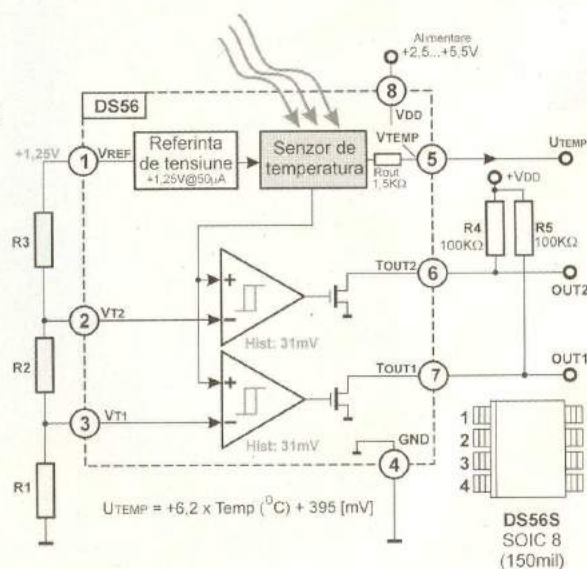 Alimentare
+2,5...+5,5V
8
VDD
DS56
+1,25V
1
VREF
Referinta
de tensiune
+1,25V@50µA
Senzor de
temperatura
VTEMP
Rout
1,5KΩ
5
UTEMP
+VDD
R3
R4
100KΩ
R5
100KΩ
+
TOUT2
6
OUT2
2
VT2
-
Hist: 31mV
R2
+
TOUT1
7
OUT1
3
VT1
-
Hist: 31mV
GND
4
R1
UTEMP = +6,2 x Temp (°C) + 395 [mV]
1
2
3
4
DS56S
SOIC 8
(150mil)